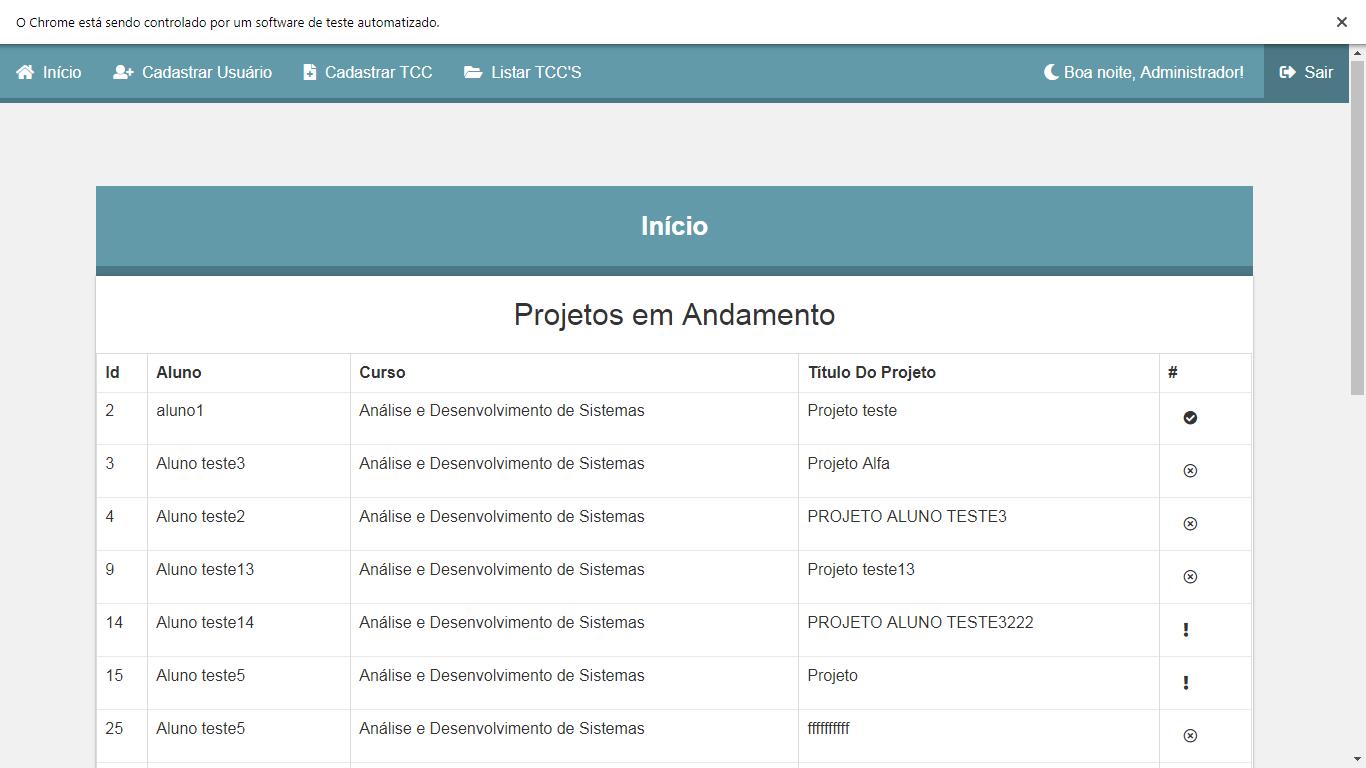 O Chrome está sendo controlado por um software de teste automatizado.
Início Cadastrar Usuário Cadastrar TCC Listar TCC'S Boa noite, Administrador! Sair
Início
Projetos em Andamento
Id Aluno Curso Título Do Projeto #
2 aluno1 Análise e Desenvolvimento de Sistemas Projeto teste
3 Aluno teste3 Análise e Desenvolvimento de Sistemas Projeto Alfa
4 Aluno teste2 Análise e Desenvolvimento de Sistemas PROJETO ALUNO TESTE3
9 Aluno teste13 Análise e Desenvolvimento de Sistemas Projeto teste13
14 Aluno teste14 Análise e Desenvolvimento de Sistemas PROJETO ALUNO TESTE3222
15 Aluno teste5 Análise e Desenvolvimento de Sistemas Projeto
25 Aluno teste5 Análise e Desenvolvimento de Sistemas ffffffffff